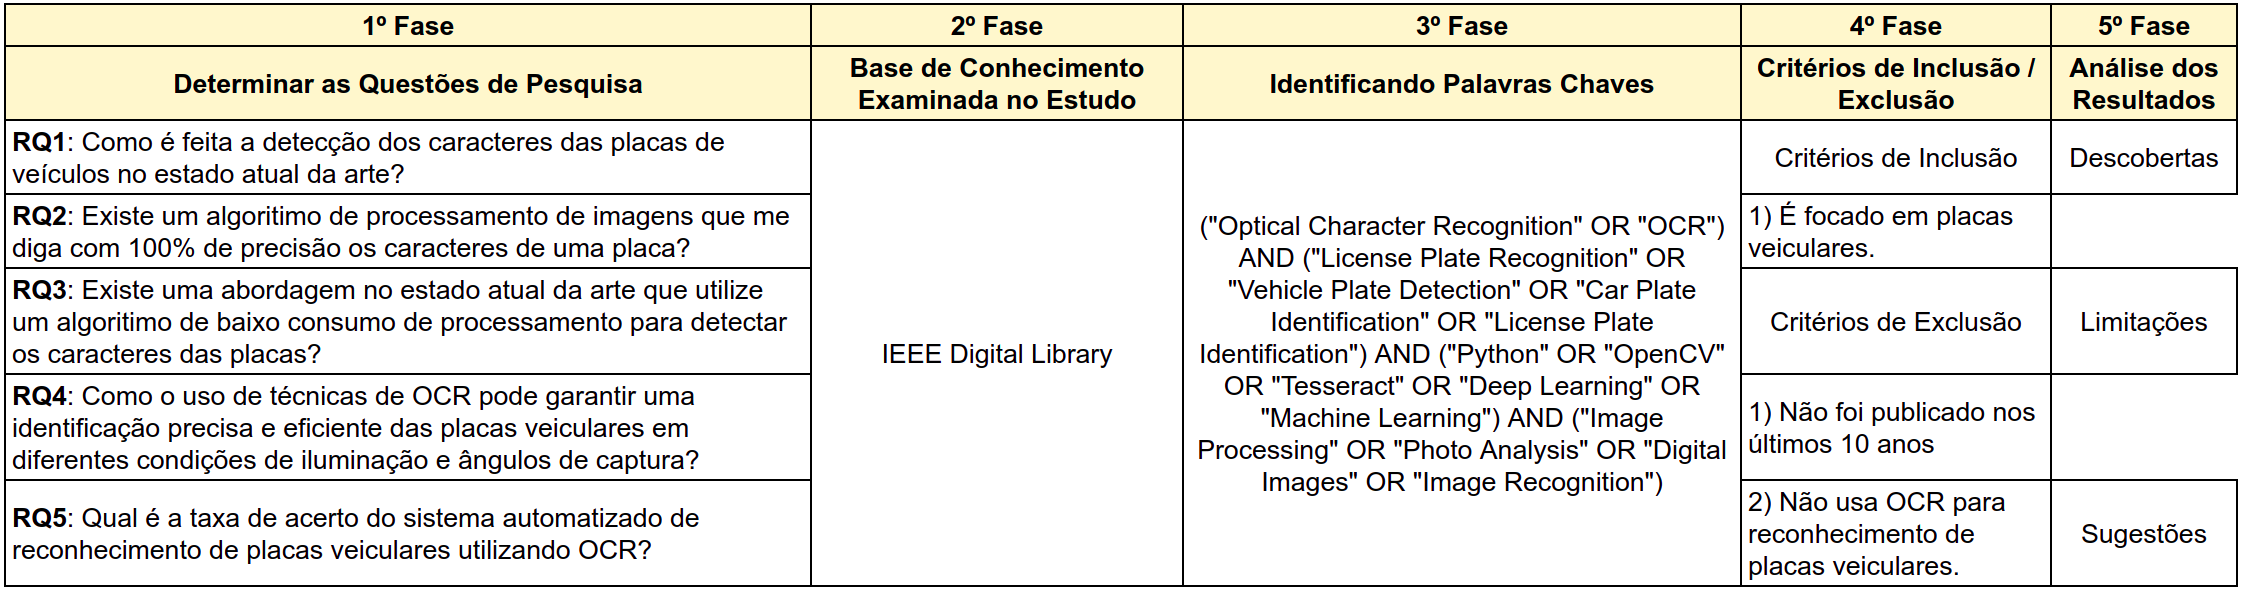 1º Fase
2º Fase
3º Fase
4º Fase
5º Fase
Determinar as Questões de Pesquisa
Base de Conhecimento
Examinada no Estudo
Identificando Palavras Chaves
Critérios de Inclusão /
Exclusão
Análise dos
Resultados
RQ1: Como é feita a detecção dos caracteres das placas de
veículos no estado atual da arte?
RQ2: Existe um algoritimo de processamento de imagens que me
diga com 100% de precisão os caracteres de uma placa?
RQ3: Existe uma abordagem no estado atual da arte que utilize
um algoritimo de baixo consumo de processamento para detectar
os caracteres das placas?
RQ4: Como o uso de técnicas de OCR pode garantir uma
identificação precisa e eficiente das placas veiculares em
diferentes condições de iluminação e ângulos de captura?
RQ5: Qual é a taxa de acerto do sistema automatizado de
reconhecimento de placas veiculares utilizando OCR?
IEEE Digital Library
("Optical Character Recognition" OR "OCR")
AND ("License Plate Recognition" OR
"Vehicle Plate Detection" OR "Car Plate
Identification" OR "License Plate
Identification") AND ("Python" OR "OpenCV"
OR "Tesseract" OR "Deep Learning" OR
"Machine Learning") AND ("Image
Processing" OR "Photo Analysis" OR "Digital
Images" OR "Image Recognition")
Critérios de Inclusão
1) É focado em placas
veiculares.
Critérios de Exclusão
1) Não foi publicado nos
últimos 10 anos
2) Não usa OCR para
reconhecimento de
placas veiculares.
Descobertas
Limitações
Sugestões